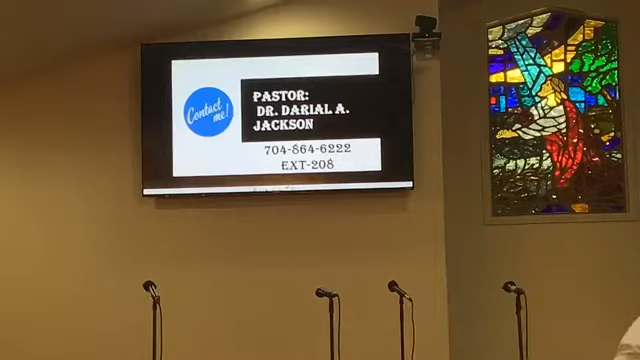 Contact
me!
PASTOR:
DR. DARIAL A.
JACKSON
704-864-6222
EXT-208